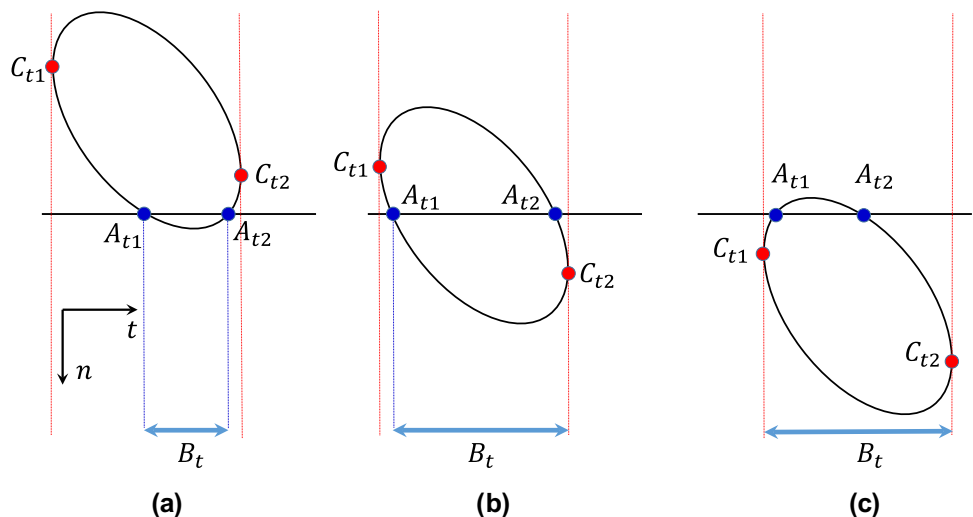 C_{t1}
C_{t2}
A_{t1}
A_{t2}
t
n
B_t
(a)
C_{t1}
A_{t1}
A_{t2}
C_{t2}
B_t
(b)
A_{t1}
A_{t2}
C_{t1}
C_{t2}
B_t
(c)